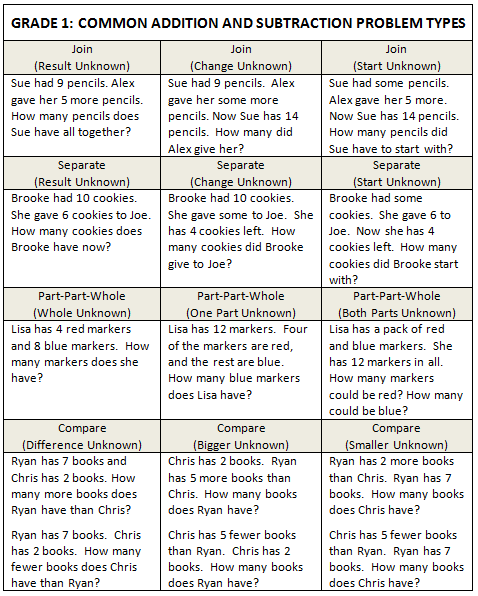 GRADE 1: COMMON ADDITION AND SUBTRACTION PROBLEM TYPES
Join
(Result Unknown)
Join
(Change Unknown)
Join
(Start Unknown)
Sue had 9 pencils. Alex
gave her 5 more pencils.
How many pencils does
Sue have all together?
Sue had 9 pencils.  Alex
gave her some more
pencils. Now Sue has 14
pencils.  How many did
Alex give her?
Sue had some pencils.
Alex gave her 5 more.
Now Sue has 14 pencils.
How many pencils did
Sue have to start with?
Separate
(Result Unknown)
Separate
(Change Unknown)
Separate
(Start Unknown)
Brooke had 10 cookies.
She gave 6 cookies to Joe.
How many cookies does
Brooke have now?
Brooke had 10 cookies.
She gave some to Joe.  She
has 4 cookies left.  How
many cookies did Brooke
give to Joe?
Brooke had some
cookies.  She gave 6 to
Joe.  Now she has 4
cookies left.  How many
cookies did Brooke start
with?
Part-Part-Whole
(Whole Unknown)
Part-Part-Whole
(One Part Unknown)
Part-Part-Whole
(Both Parts Unknown)
Lisa has 4 red markers
and 8 blue markers.  How
many markers does she
have?
Lisa has 12 markers.  Four
of the markers are red,
and the rest are blue.
How many blue markers
does Lisa have?
Lisa has a pack of red
and blue markers.  She
has 12 markers in all.
How many markers
could be red? How many
could be blue?
Compare
(Difference Unknown)
Compare
(Bigger Unknown)
Compare
(Smaller Unknown)
Ryan has 7 books and
Chris has 2 books. How
many more books does
Ryan have than Chris?
Ryan has 7 books.  Chris
has 2 books.  How many
fewer books does Chris
have than Ryan?
Chris has 2 books.  Ryan
has 5 more books than
Chris.  How many books
does Ryan have?
Chris has 5 fewer books
than Ryan.  Chris has 2
books.  How many books
does Ryan have?
Ryan has 2 more books
than Chris.  Ryan has 7
books.  How many books
does Chris have?
Chris has 5 fewer books
than Ryan.  Ryan has 7
books.  How many books
does Chris have?